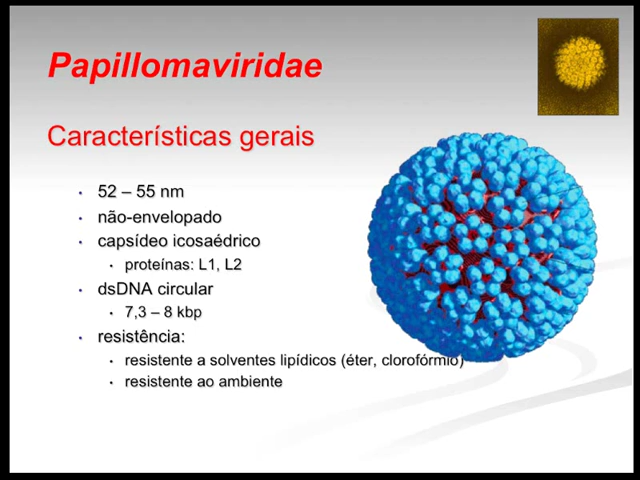 Papillomaviridae
Características gerais
• 52 – 55 nm
• não-envelopado
• capsídeo icosaédrico
• proteínas: L1, L2
• dsDNA circular
• 7,3 – 8 kbp
• resistência:
• resistente a solventes lipídicos (éter, clorofórmio)
• resistente ao ambiente